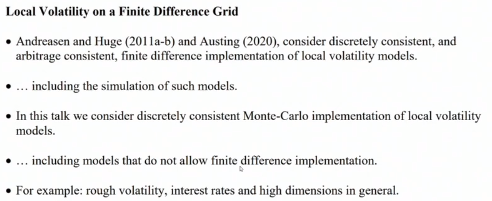 Local Volatility on a Finite Difference Grid
• Andreasen and Huge (2011a-b) and Austing (2020), consider discretely consistent, and
arbitrage consistent, finite difference implementation of local volatility models.
• … including the simulation of such models.
• In this talk we consider discretely consistent Monte-Carlo implementation of local volatility
models.
• … including models that do not allow finite difference implementation.
• For example: rough volatility, interest rates and high dimensions in general.